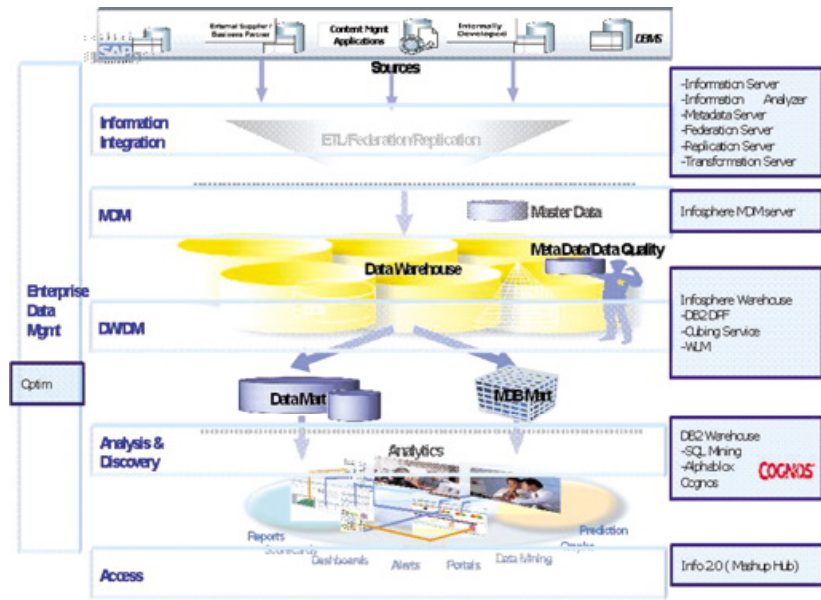 SAP
External Supplier /
Business Partner
Content Mgmt
Applications
Internally
Developed
DBMS
Sources
Information
Integration
ETL/Federation/Replication
-Information Server
-Information Analyzer
-Metadata Server
-Federation Server
-Replication Server
-Transformation Server
MDM
Master Data
Infosphere MDM server
Meta Data/Data Quality
Data Warehouse
Enterprise
Data
Mgmt
DWDM
Infosphere Warehouse
-DB2 DPF
-Cubing Service
-WLM
Optim
Data Mart
MDB Mart
Analysis &
Discovery
Analytics
DB2 Warehouse
-SQL Mining
-Alphablox
Cognos
COGNOS
Reports
Scorecards
Dashboards
Alerts
Portals
Data Mining
Graphs
Prediction
Access
Info 2.0 ( Mashup Hub)